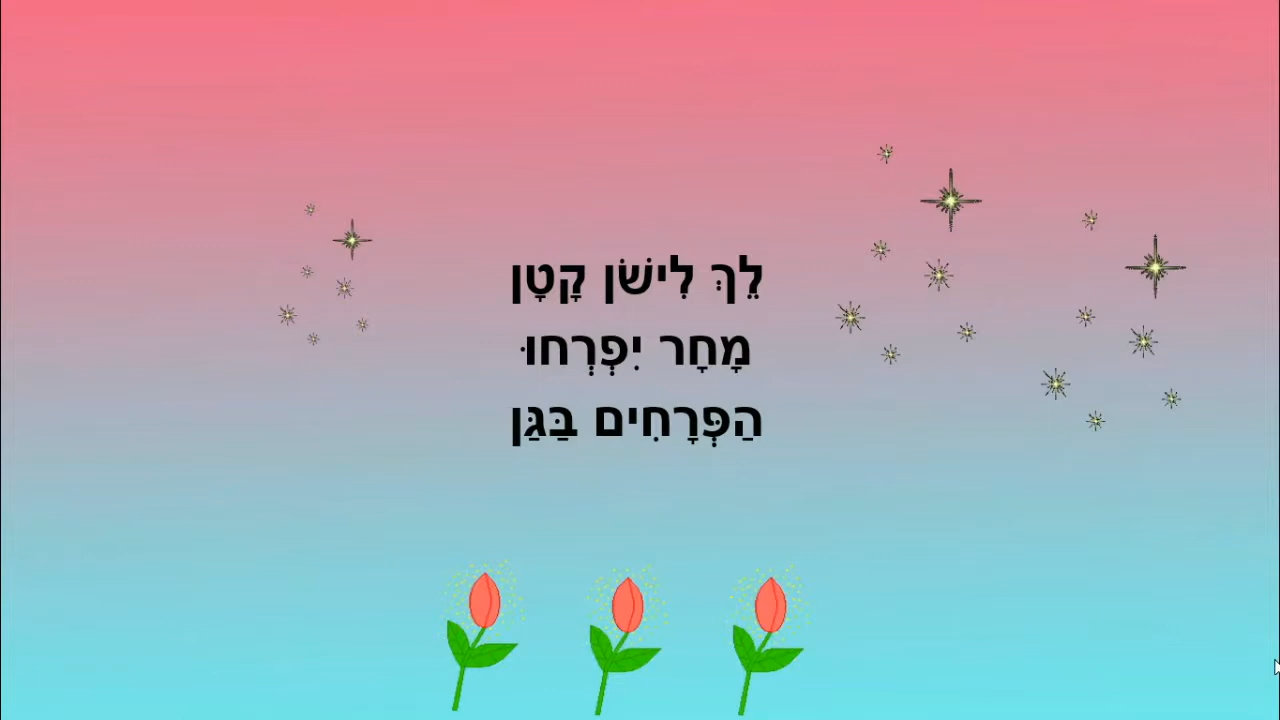 לֵךְ לִישֹׁן קָטָן
מָחָר יִפְרְחוּ
הַפְּרָחִים בַּגַּן